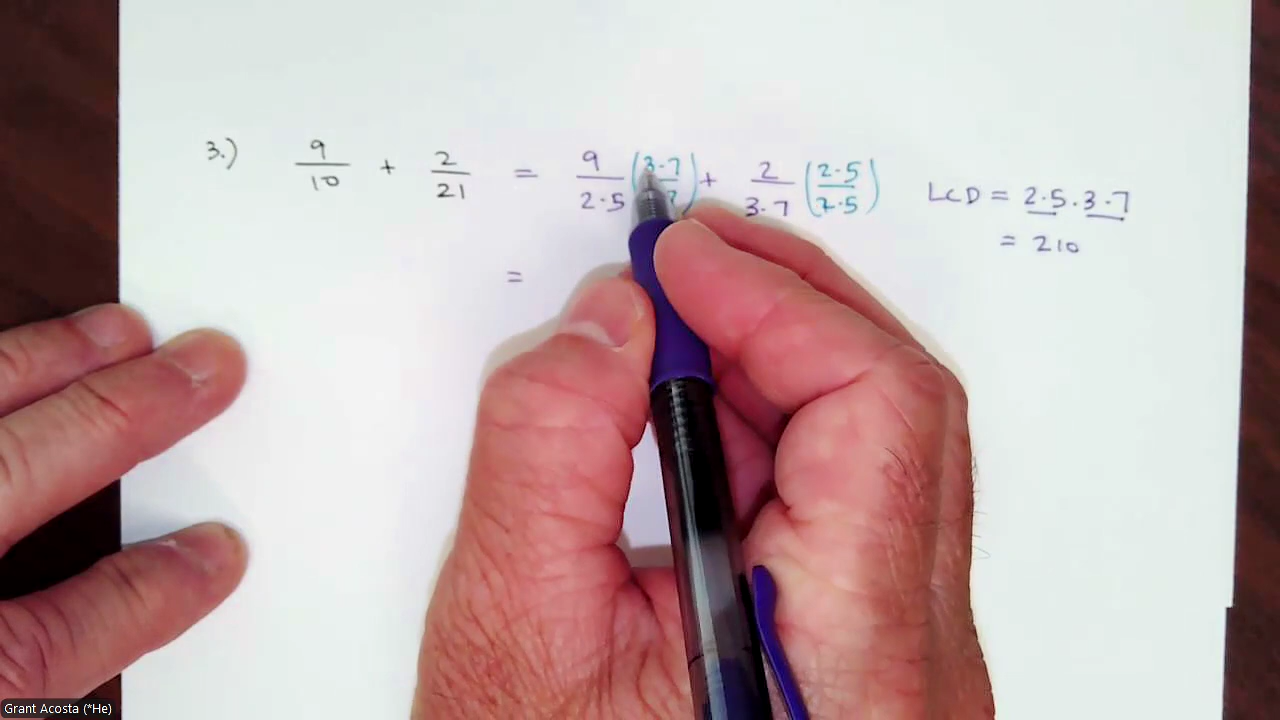 3.) 9/10 + 2/21 = 9/2·5 (3·7/ 7) + 2/3·7 (2·5/2·5) LCD = 2·5·3·7
= = 210
Grant Acosta (*He)